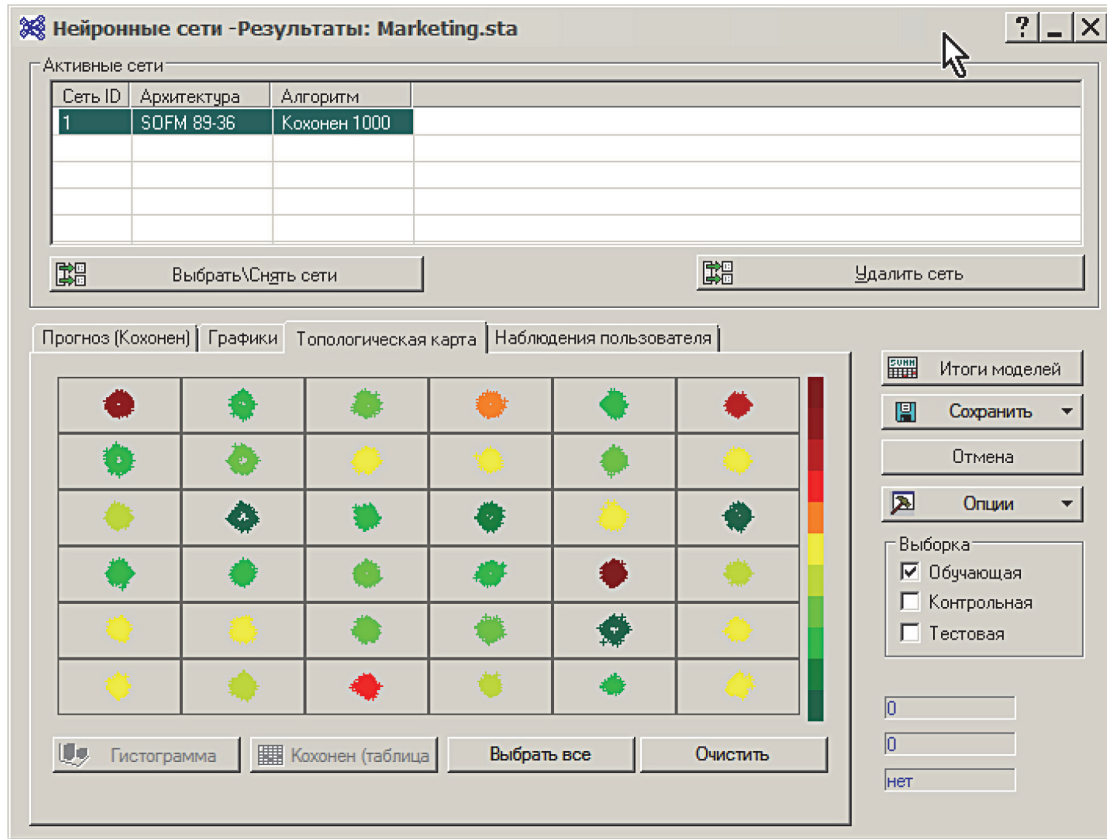 Нейронные сети -Результаты: Marketing.sta
Активные сети
Сеть ID Архитектура Алгоритм
1 SOFM 89-36 Кохонен 1000
Выбрать\Снять сети
Удалить сеть
Прогноз (Кохонен) Графики Топологическая карта Наблюдения пользователя
Итоги моделей
Сохранить
Отмена
Опции
Выборка
Обучающая
Контрольная
Тестовая
0
0
нет
Гистограмма Кохонен (таблица Выбрать все Очистить